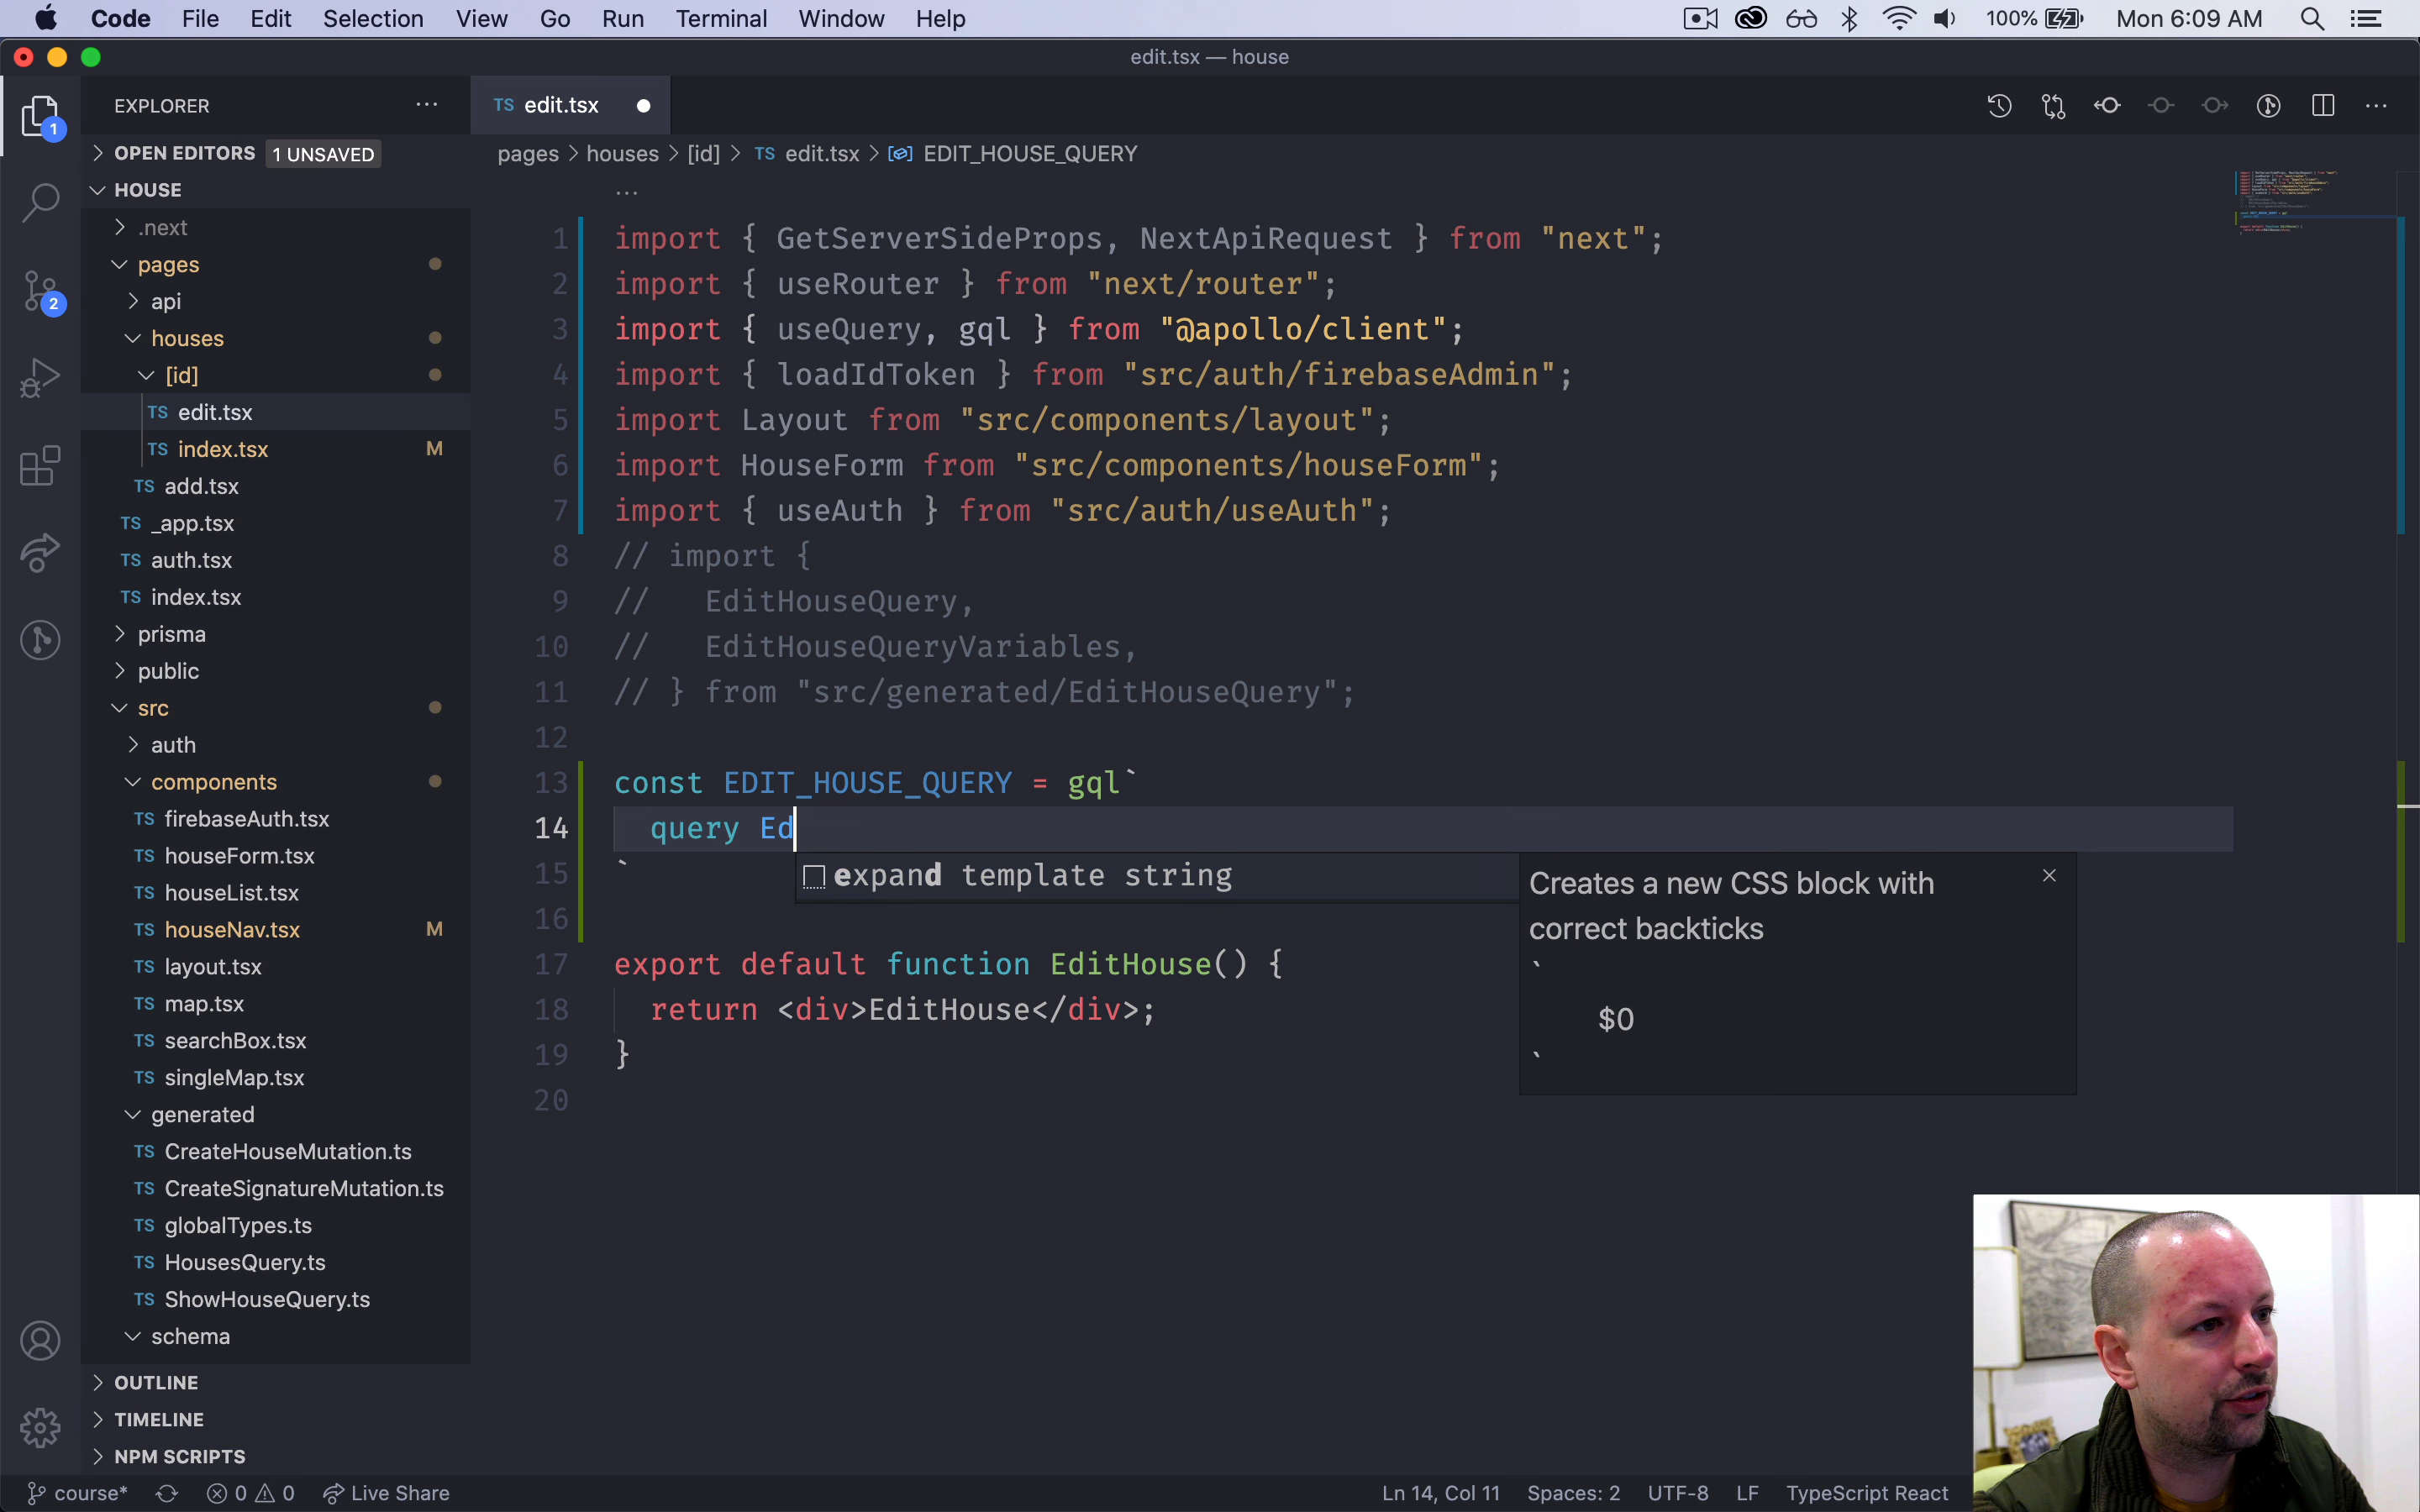 Code File Edit Selection View Go Run Terminal Window Help 100% Mon 6:09 AM
edit.tsx — house
EXPLORER ...
TS edit.tsx
1
OPEN EDITORS 1 UNSAVED
pages > houses > [id] > TS edit.tsx > EDIT_HOUSE_QUERY
HOUSE
...
.next
pages
api
houses
[id]
TS edit.tsx
TS index.tsx M
TS add.tsx
TS _app.tsx
TS auth.tsx
TS index.tsx
prisma
public
src
auth
components
TS firebaseAuth.tsx
TS houseForm.tsx
TS houseList.tsx
TS houseNav.tsx M
TS layout.tsx
TS map.tsx
TS searchBox.tsx
TS singleMap.tsx
generated
TS CreateHouseMutation.ts
TS CreateSignatureMutation.ts
TS globalTypes.ts
TS HousesQuery.ts
TS ShowHouseQuery.ts
schema
OUTLINE
TIMELINE
NPM SCRIPTS
2
1 import { GetServerSideProps, NextApiRequest } from "next";
2 import { useRouter } from "next/router";
3 import { useQuery, gql } from "@apollo/client";
4 import { loadIdToken } from "src/auth/firebaseAdmin";
5 import Layout from "src/components/layout";
6 import HouseForm from "src/components/houseForm";
7 import { useAuth } from "src/auth/useAuth";
8 // import {
9 //   EditHouseQuery,
10 //   EditHouseQueryVariables,
11 // } from "src/generated/EditHouseQuery";
12
13 const EDIT_HOUSE_QUERY = gql`
14   query Ed
15 `
16
17 export default function EditHouse() {
18   return <div>EditHouse</div>;
19 }
20
expand template string
Creates a new CSS block with
correct backticks
`
$0
`
course* 0 0 Live Share Ln 14, Col 11 Spaces: 2 UTF-8 LF TypeScript React